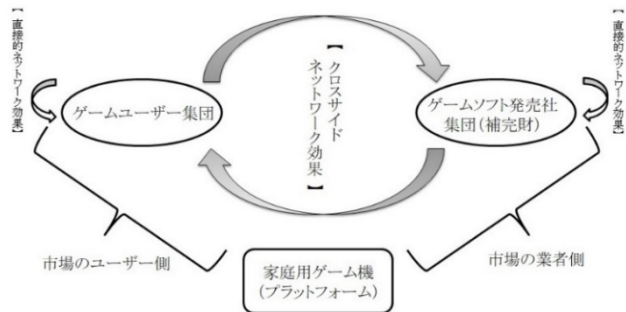 【直接的ネットワーク効果】
【クロスサイド
ネットワーク効果】
【直接的ネットワーク効果】
ゲームユーザー集団
ゲームソフト発売社
集団(補完財)
市場のユーザー側
家庭用ゲーム機
(プラットフォーム)
市場の業者側